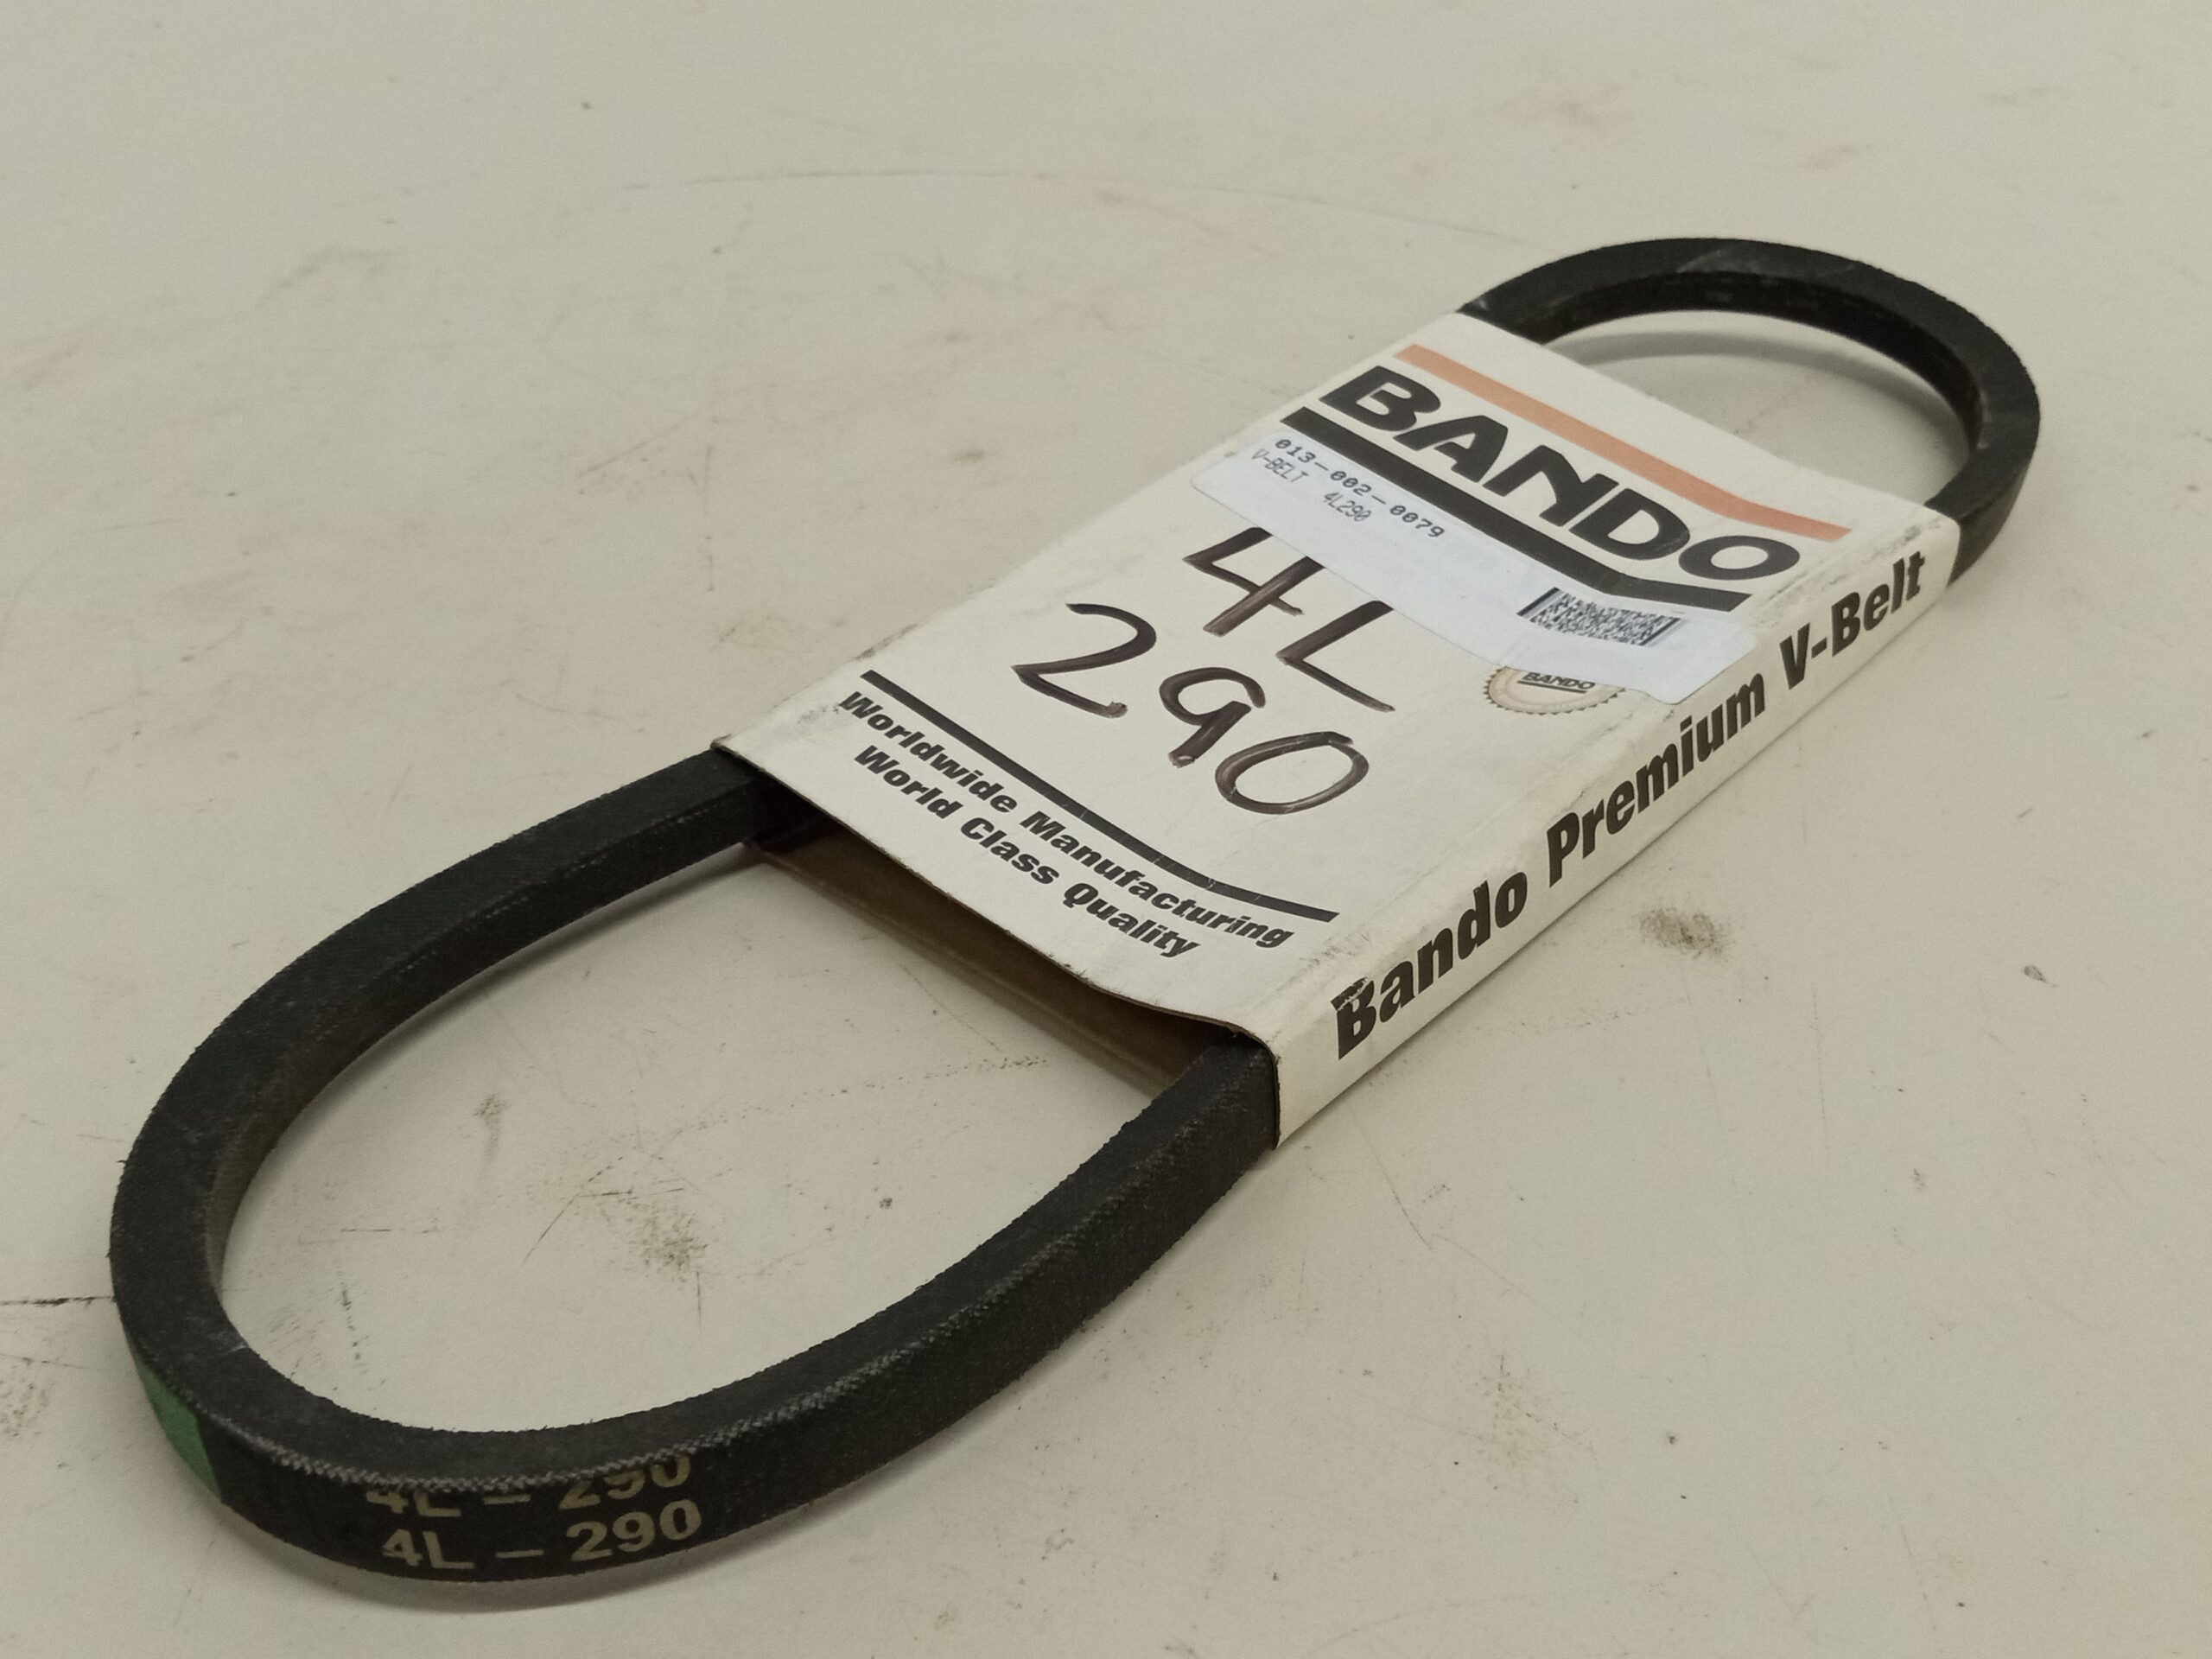 BANDO
013-002-0079
V-BELT 4L290
4L
290
BANDO
Worldwide Manufacturing
World Class Quality
Bando Premium V-Belt
4L - 290
4L - 290